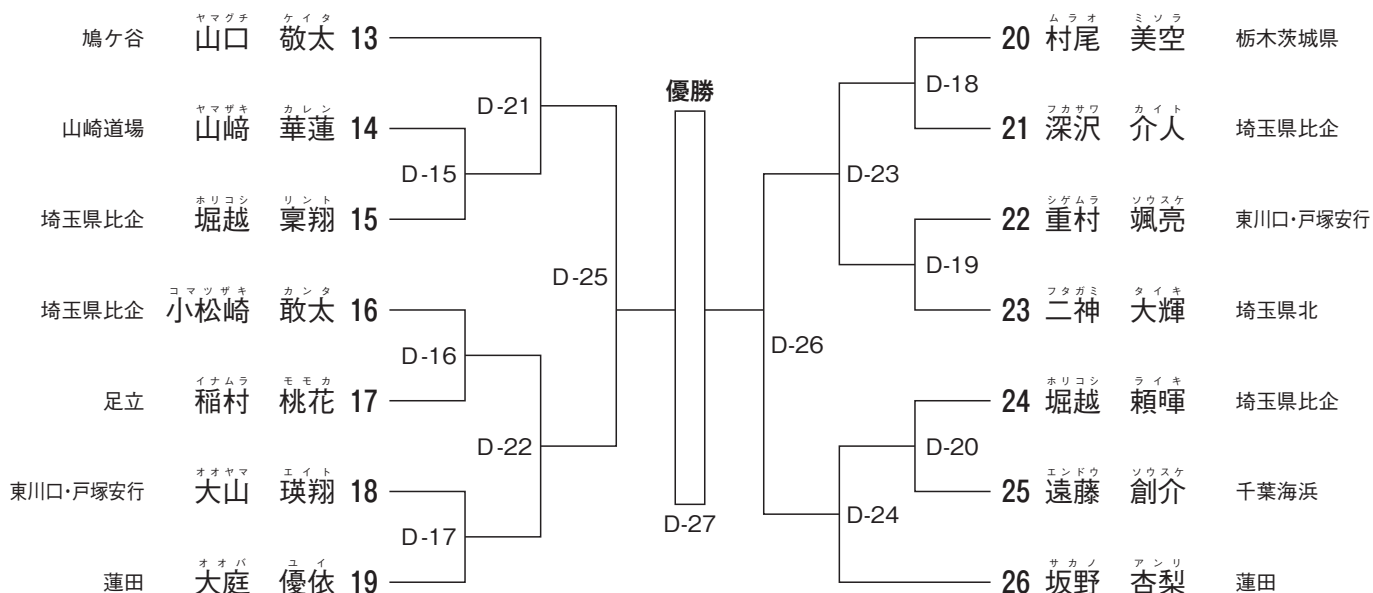 優勝
ヤマグチ ケイタ
鳩ケ谷 山口 敬太 13
ヤマザキ カレン
山崎道場 山﨑 華蓮 14
ホリコシ リント
埼玉県比企 堀越 稟翔 15
コマツザキ カンタ
埼玉県比企 小松崎 敢太 16
イナムラ モモカ
足立 稲村 桃花 17
オオヤマ エイト
東川口・戸塚安行 大山 瑛翔 18
オオバ ユイ
蓮田 大庭 優依 19
D-21
D-15
D-25
D-16
D-22
D-17
D-27
ムラオ ミソラ
20 村尾 美空 栃木茨城県
フカサワ カイト
21 深沢 介人 埼玉県比企
シゲムラ ソウスケ
22 重村 颯亮 東川口・戸塚安行
フタガミ タイキ
23 二神 大輝 埼玉県北
ホリコシ ライキ
24 堀越 頼暉 埼玉県比企
エンドウ ソウスケ
25 遠藤 創介 千葉海浜
サカノ アンリ
26 坂野 杏梨 蓮田
D-18
D-23
D-19
D-26
D-20
D-24